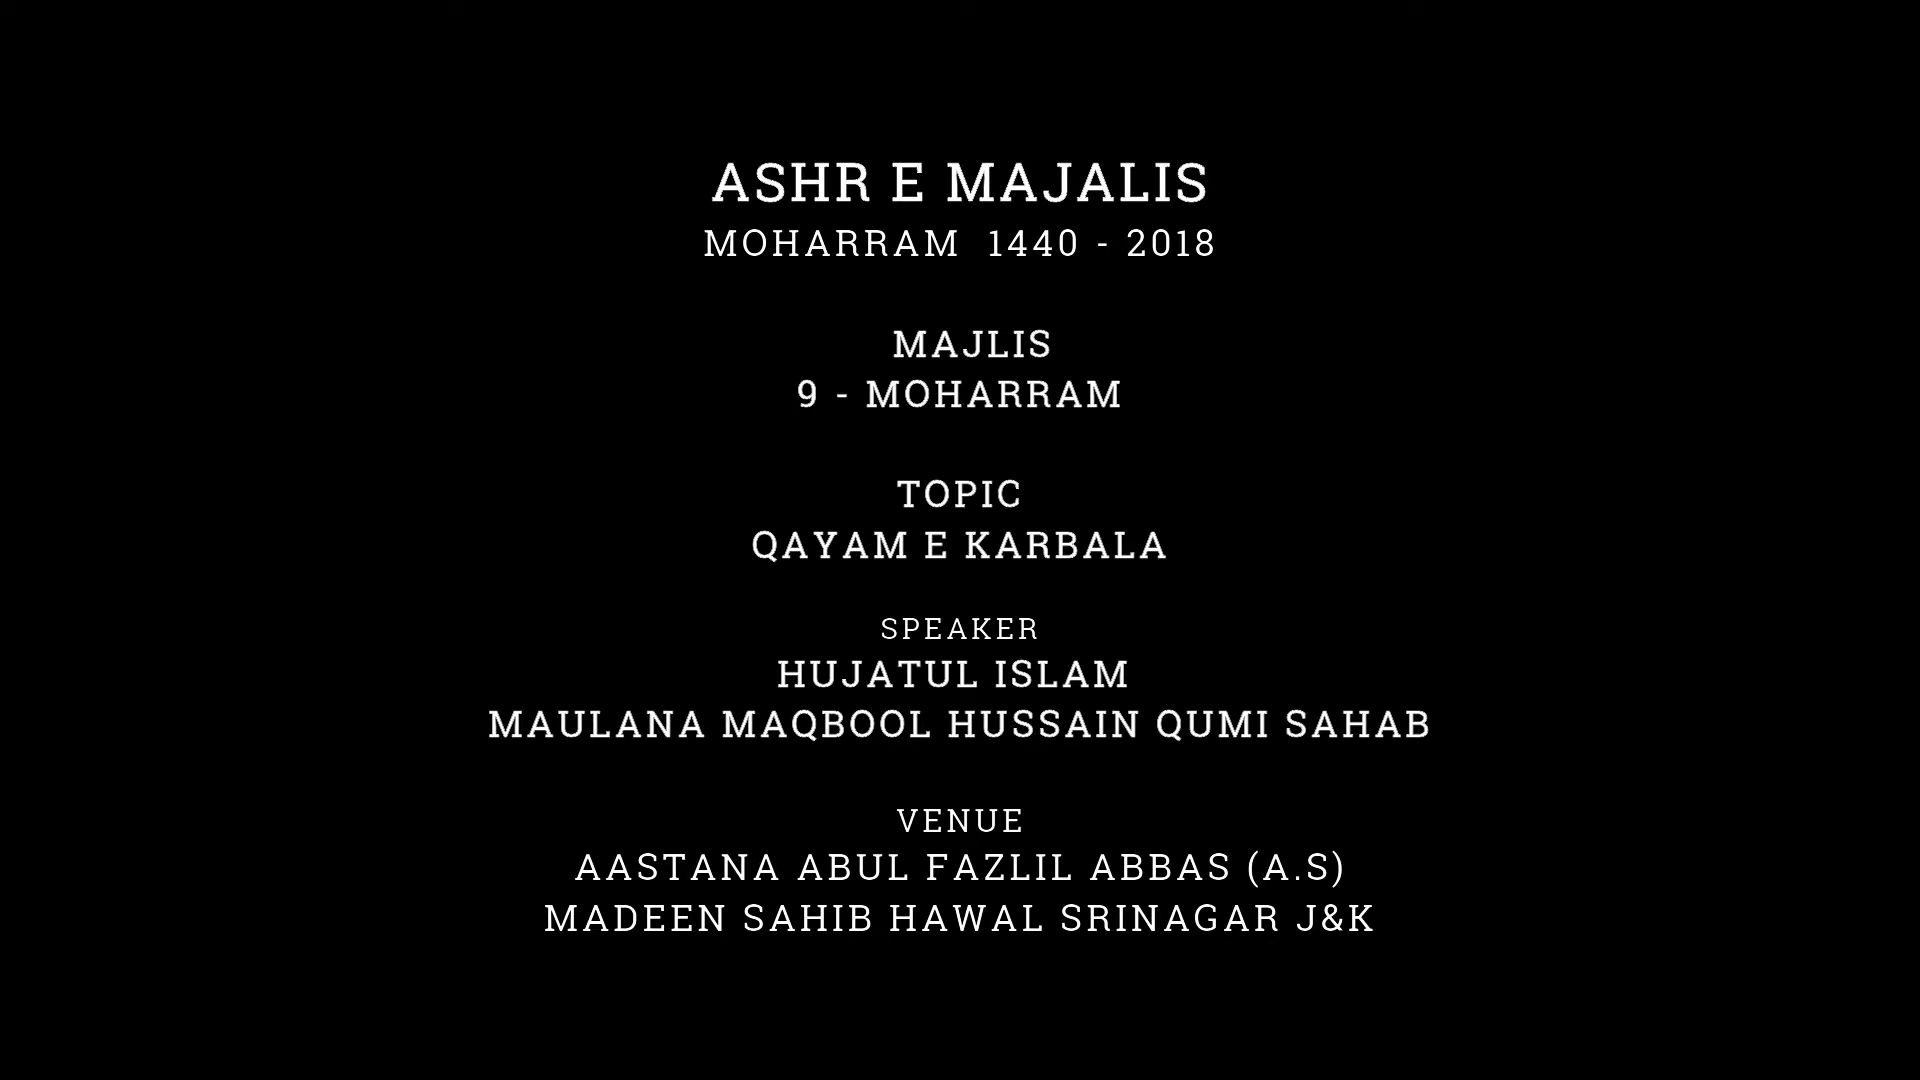 ASHR E MAJALIS
MOHARRAM 1440 - 2018
MAJLIS
9 - MOHARRAM
TOPIC
QAYAM E KARBALA
SPEAKER
HUJATUL ISLAM
MAULANA MAQBOOL HUSSAIN QUMI SAHAB
VENUE
AASTANA ABUL FAZLIL ABBAS (A.S)
MADEEN SAHIB HAWAL SRINAGAR J&K